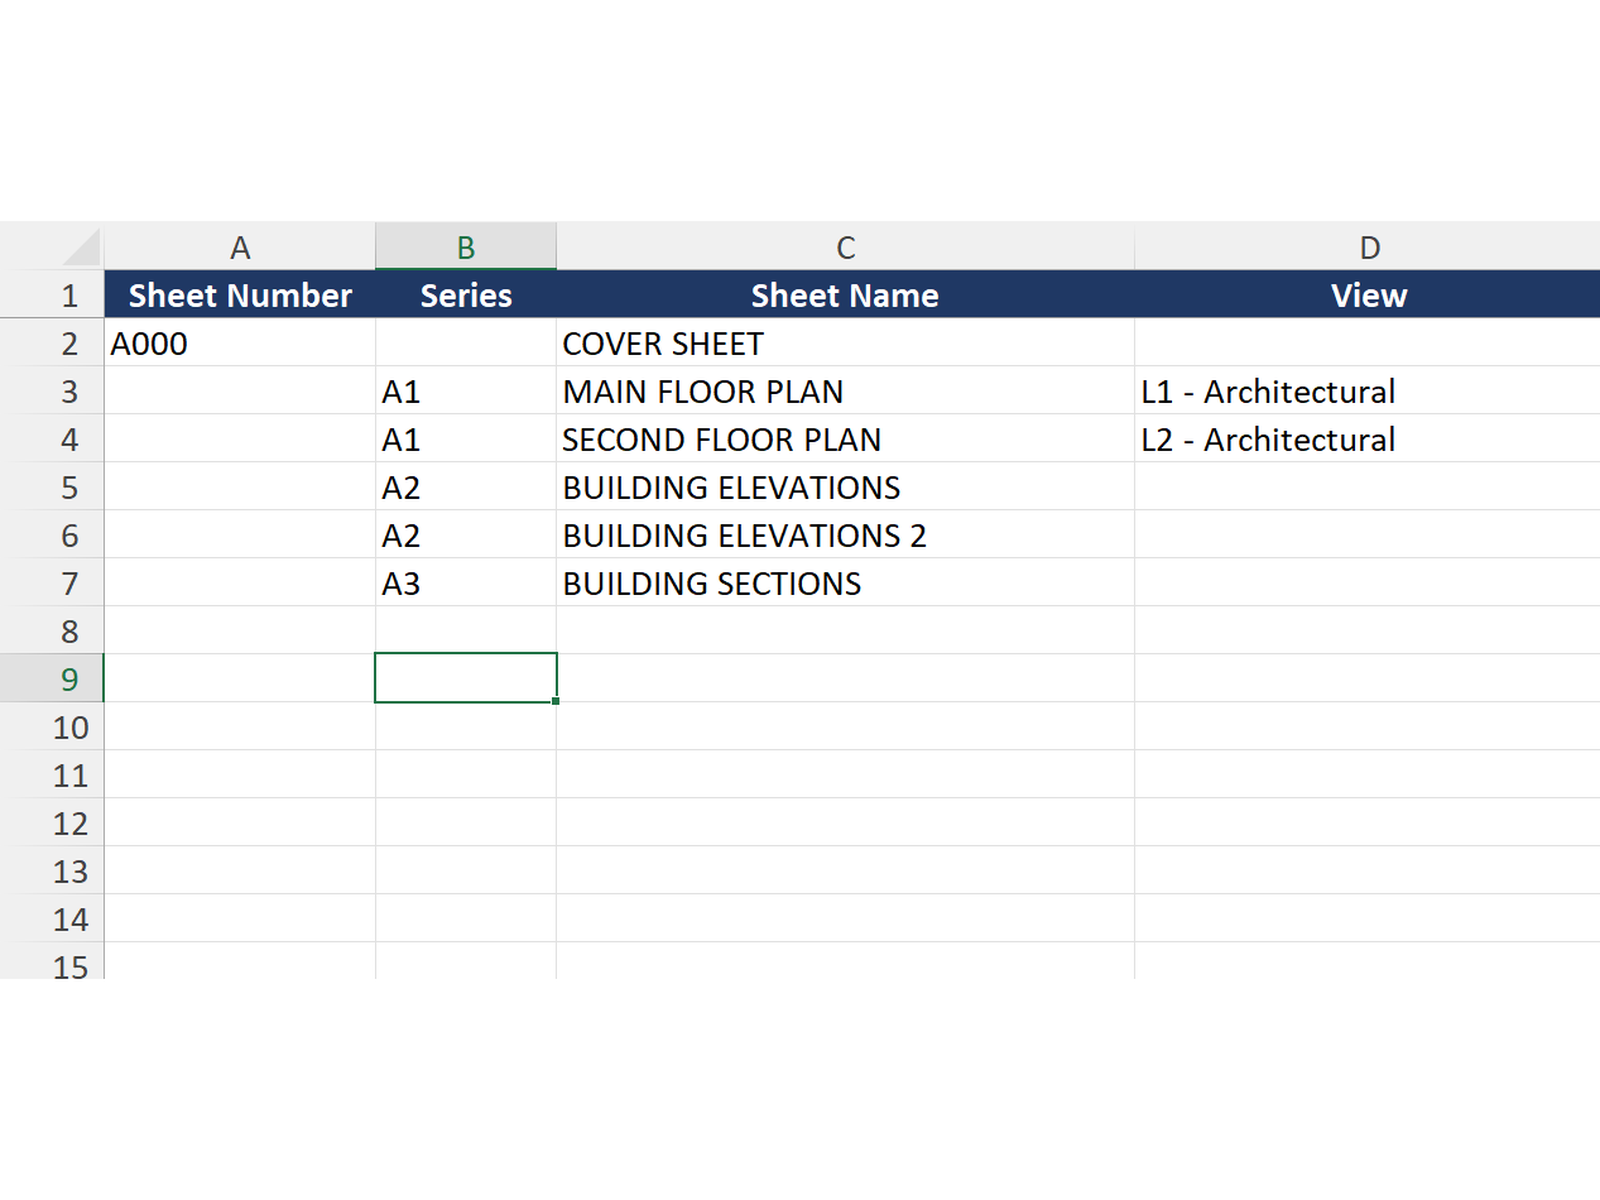 A B C D
1 Sheet Number Series Sheet Name View
2 A000 COVER SHEET
3 A1 MAIN FLOOR PLAN L1 - Architectural
4 A1 SECOND FLOOR PLAN L2 - Architectural
5 A2 BUILDING ELEVATIONS
6 A2 BUILDING ELEVATIONS 2
7 A3 BUILDING SECTIONS
8
9
10
11
12
13
14
15